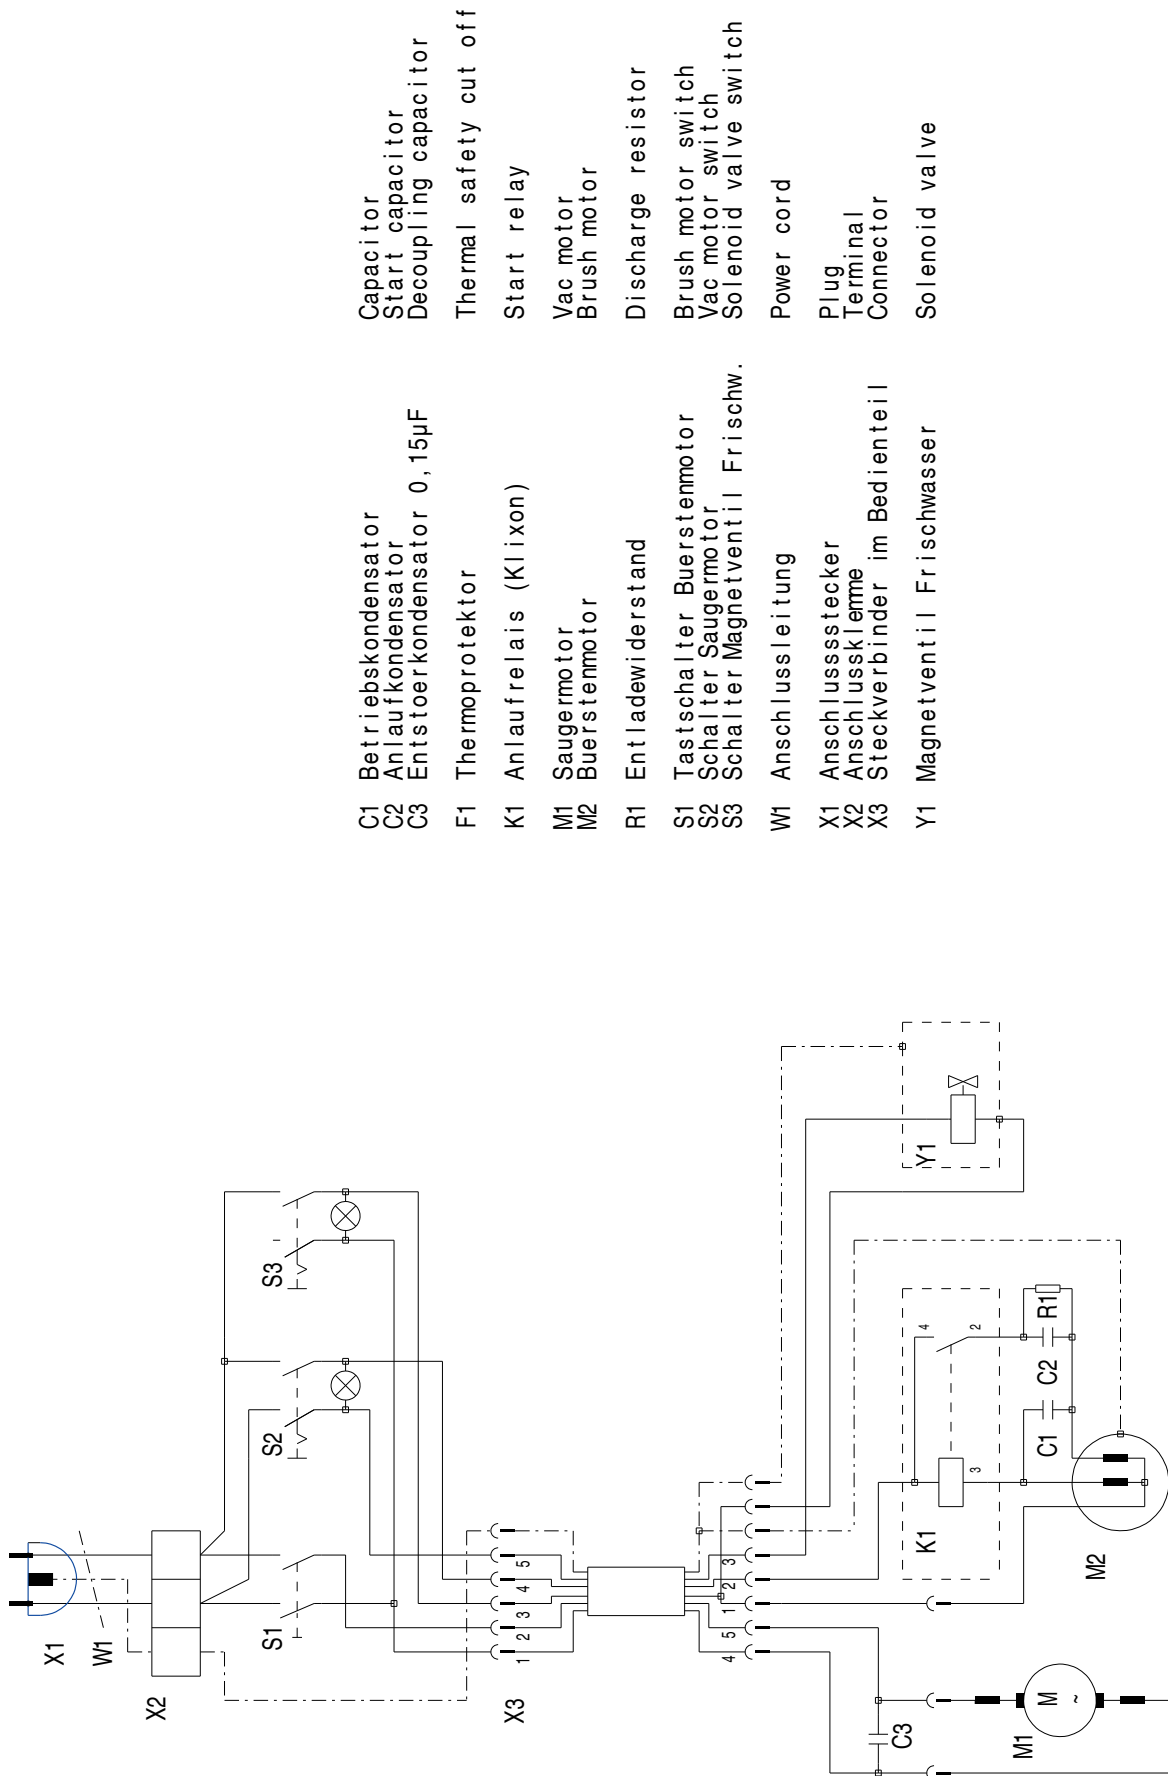 C1 Betriebskondensator Capacitor
C2 Anlaufkondensator Start capacitor
C3 Entstoerkondensator 0,15µF Decoupling capacitor
F1 Thermoprotektor Thermal safety cut off
K1 Anlaufrelais (Klixon) Start relay
M1 Saugermotor Vac motor
M2 Buerstenmotor Brush motor
R1 Entladewiderstand Discharge resistor
S1 Tastschalter Buerstenmotor Brush motor switch
S2 Schalter Saugermotor Vac motor switch
S3 Schalter Magnetventil Frischw. Solenoid valve switch
W1 Anschlussleitung Power cord
X1 Anschlussstecker Plug
X2 Anschlussklemme Terminal
X3 Steckverbinder im Bedienteil Connector
Y1 Magnetventil Frischwasser Solenoid valve
X1
W1
X2
S1
S2
S3
X3
1 2 3 4 5
4 5 1 2 3
C3
M1
M
~
M2
K1
3
4
2
C1
C2
R1
Y1